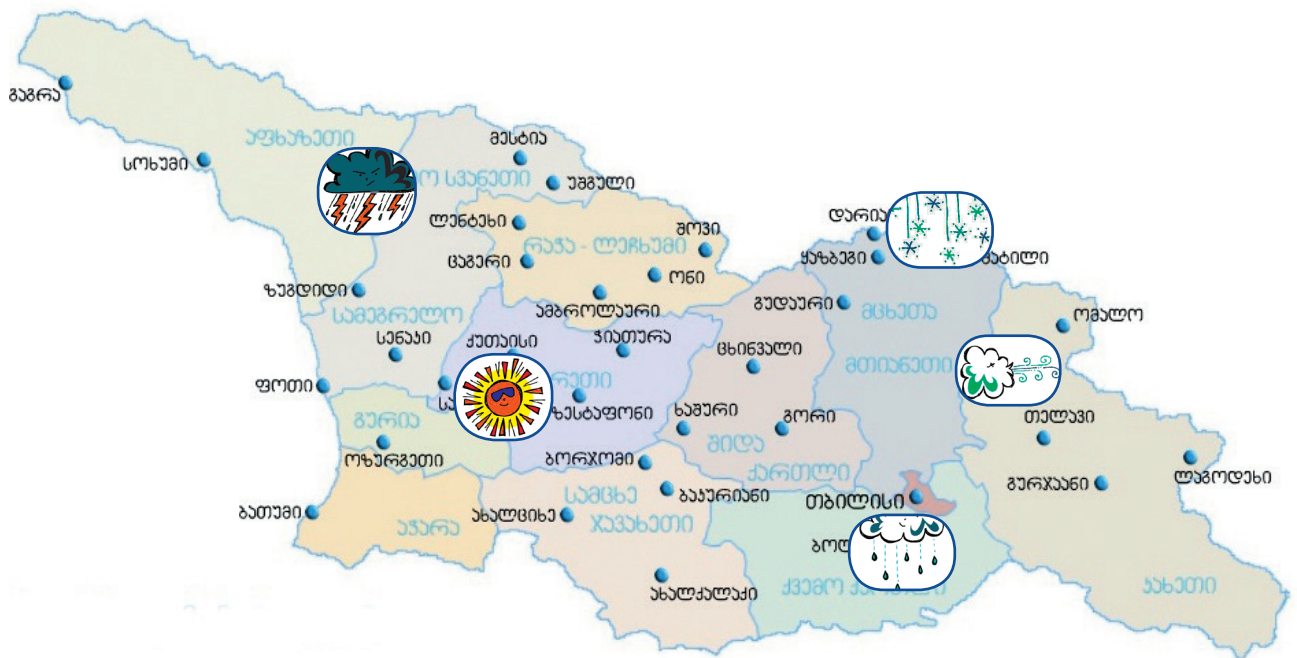 გაგრა
აფხაზეთი
სოხუმი
მესტია
სვანეთი
უშგული
ლენტეხი
რაჭა - ლეჩხუმი
შოვი
ცაგერი
ონი
ამბროლაური
ზუგდიდი
სამეგრელო
სენაკი
ქუთაისი
ჭიათურა
ფოთი
ზესტაფონი
გურია
ოზურგეთი
ბათუმი
აჭარა
დარია
ყაზბეგი
გუდაური
მცხეთა
მთიანეთი
ომალო
ცხინვალი
ხაშური
გორი
შიდა
ქართლი
ბორჯომი
სამცხე
ჯავახეთი
ბაკურიანი
ახალციხე
ახალქალაქი
თბილისი
ქვემო
თელავი
გურჯაანი
ლაგოდეხი
კახეთი